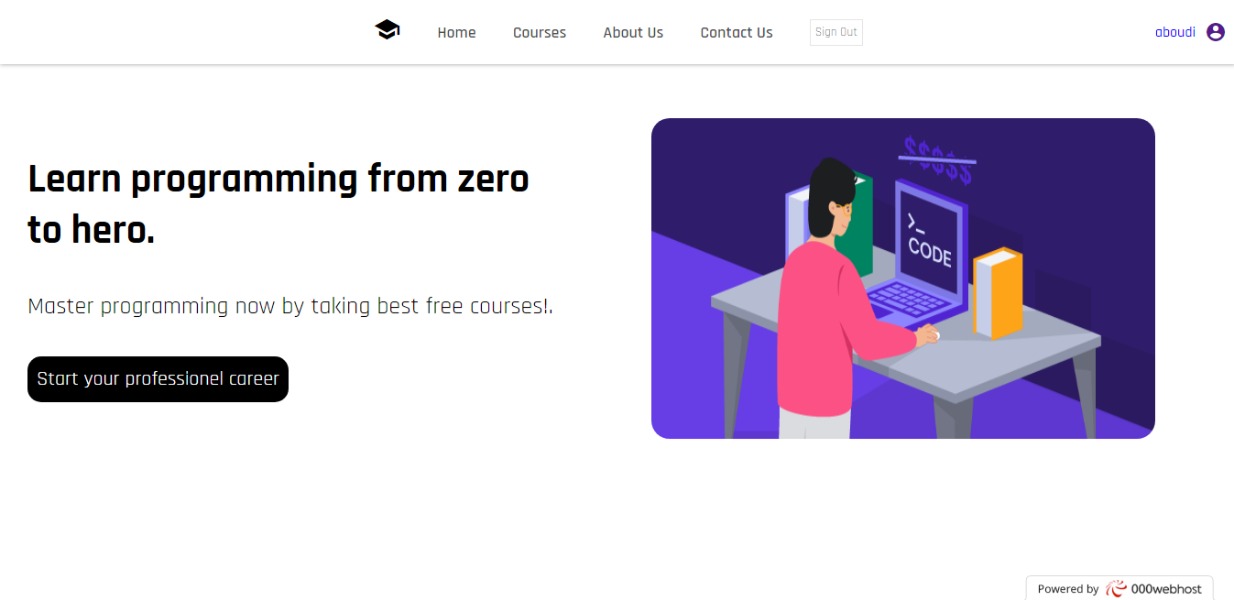 Home Courses About Us Contact Us Sign Out aboudi
Learn programming from zero
to hero.
Master programming now by taking best free courses!.
Start your professionel career
$$$$$
>_
CODE
Powered by 000webhost